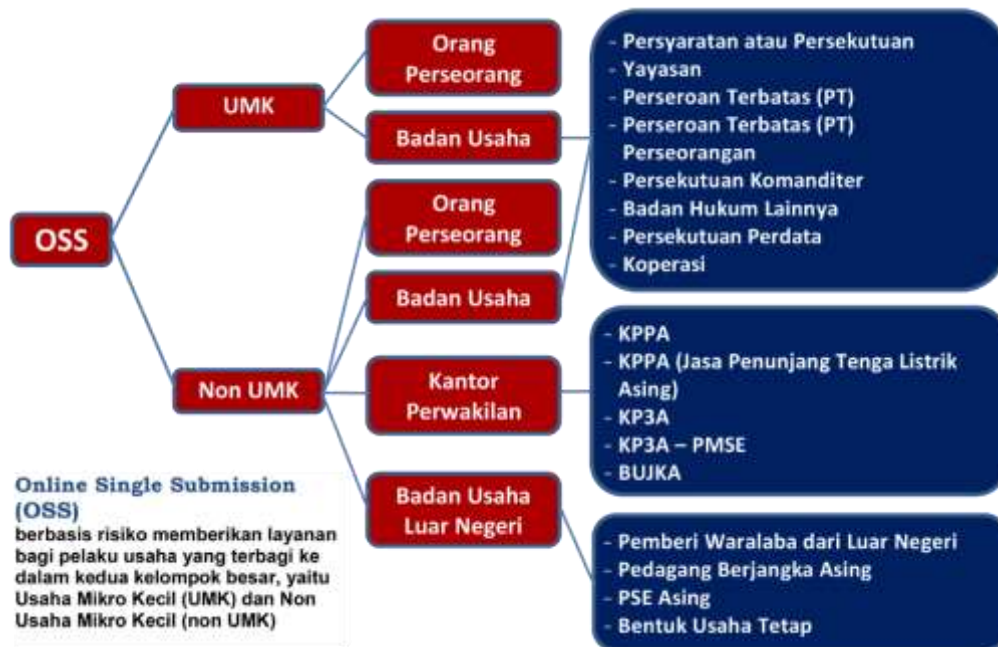 OSS
UMK
Non UMK
Orang
Perseorang
Badan Usaha
Orang
Perseorang
Badan Usaha
Kantor
Perwakilan
Badan Usaha
Luar Negeri
- Persyaratan atau Persekutuan
- Yayasan
- Perseroan Terbatas (PT)
- Perseroan Terbatas (PT)
Perseorangan
- Persekutuan Komanditer
- Badan Hukum Lainnya
- Persekutuan Perdata
- Koperasi
- KPPA
- KPPA (Jasa Penunjang Tenga Listrik
Asing)
- KP3A
- KP3A – PMSE
- BUJKA
- Pemberi Waralaba dari Luar Negeri
- Pedagang Berjangka Asing
- PSE Asing
- Bentuk Usaha Tetap
Online Single Submission
(OSS)
berbasis risiko memberikan layanan
bagi pelaku usaha yang terbagi ke
dalam kedua kelompok besar, yaitu
Usaha Mikro Kecil (UMK) dan Non
Usaha Mikro Kecil (non UMK)